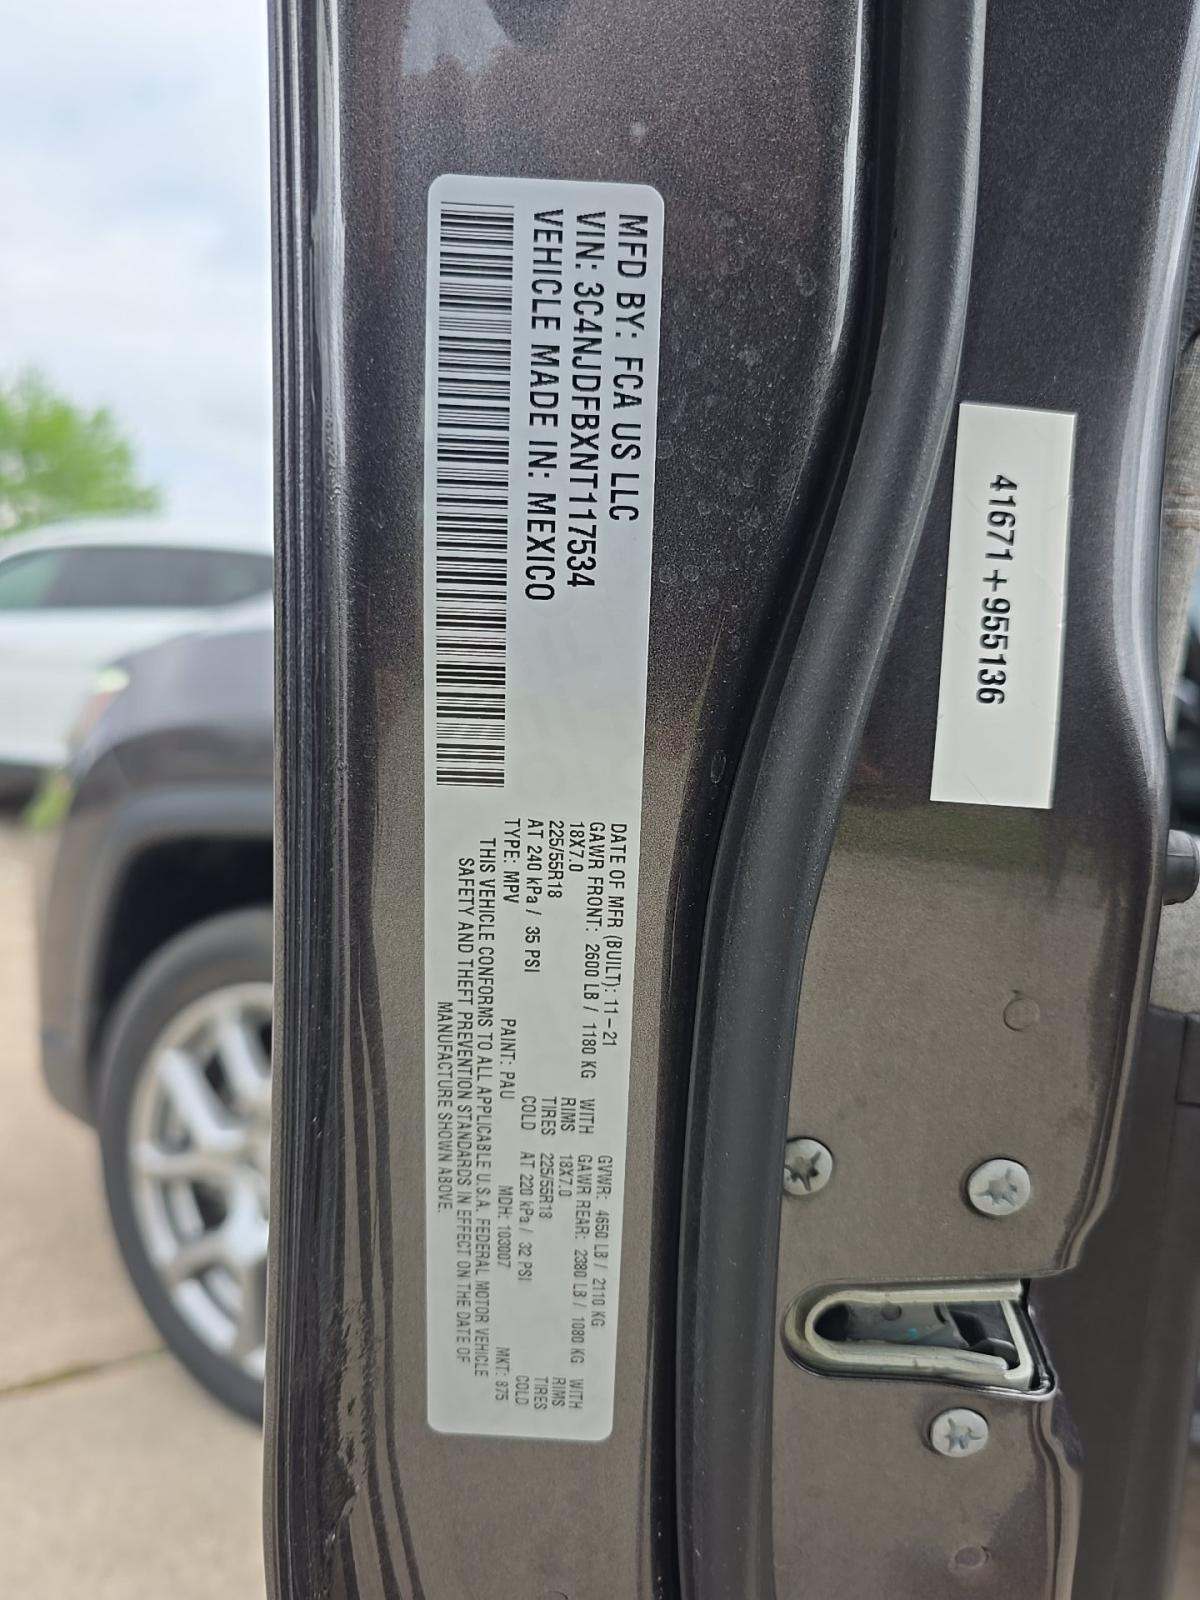 MFD BY: FCA US LLC
VIN: 3C4NJDFBXNT117534
VEHICLE MADE IN: MEXICO
DATE OF MFR (BUILT): 11-21 GVWR: 4650 LB / 2110 KG
GAWR FRONT: 2600 LB / 1180 KG WITH GAWR REAR: 2380 LB / 1080 KG WITH
18X7.0 RIMS 18X7.0 RIMS
225/55R18 TIRES 225/55R18 TIRES
AT 240 kPa / 35 PSI COLD AT 220 kPa / 32 PSI COLD
TYPE: MPV PAINT: PAU MDH: 103007 MKT: 875
THIS VEHICLE CONFORMS TO ALL APPLICABLE U.S.A. FEDERAL MOTOR VEHICLE
SAFETY AND THEFT PREVENTION STANDARDS IN EFFECT ON THE DATE OF
MANUFACTURE SHOWN ABOVE.
41671+955136